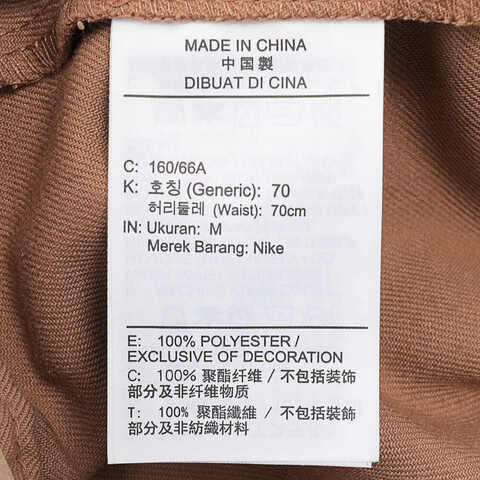 MADE IN CHINA
中国製
DIBUAT DI CINA
C: 160/66A
K: 호칭 (Generic): 70
허리둘레 (Waist): 70cm
IN: Ukuran: M
Merek Barang: Nike
E: 100% POLYESTER /
EXCLUSIVE OF DECORATION
C: 100% 聚酯纤维 / 不包括装饰
部分及非纤维物质
T: 100% 聚酯纖維 / 不包括裝飾
部分及非紡織材料